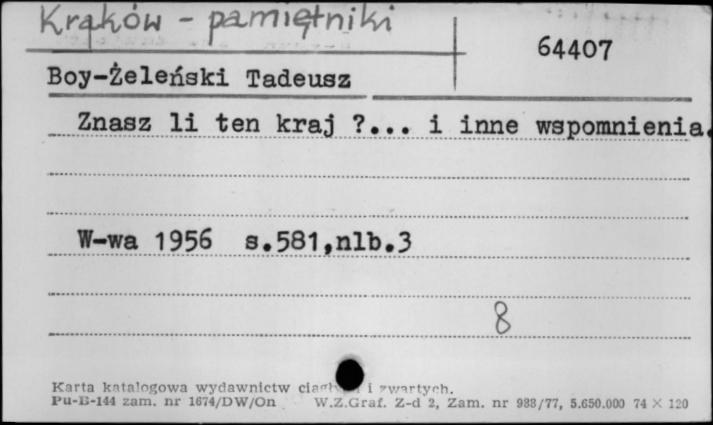 Kraków - pamiętniki
64407
Boy-Żeleński Tadeusz
Znasz li ten kraj ?... i inne wspomnienia.
W-wa 1956 s.581,nlb.3
8
Karta katalogowa wydawnictw i zwartych.
Pu-B-144 zam. nr 1674/DW/On W.Z.Graf. Z-d 2, Zam. nr 988/77, 5.650.000 74 × 120